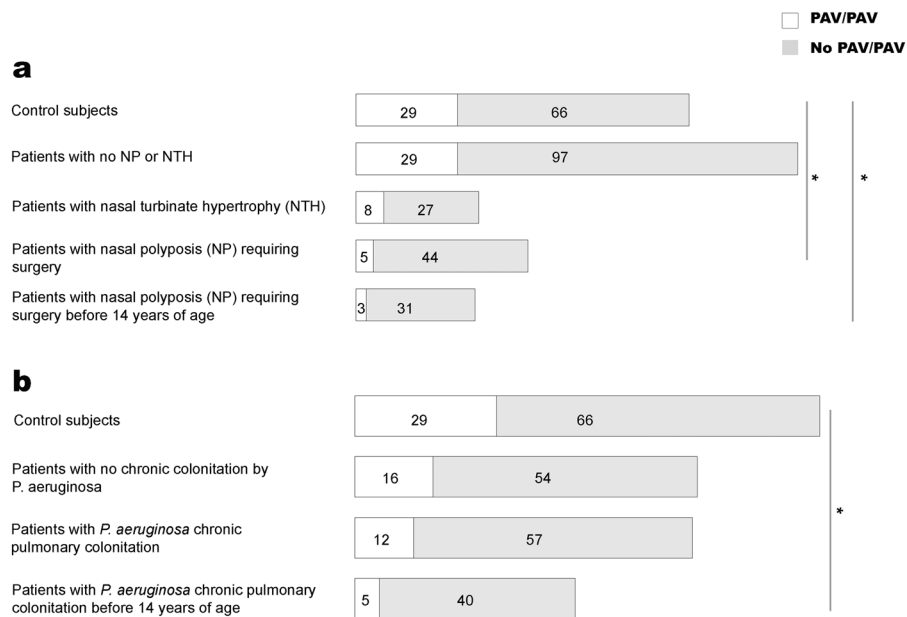 PAV/PAV
No PAV/PAV
a
Control subjects
29
66
Patients with no NP or NTH
29
97
Patients with nasal turbinate hypertrophy (NTH)
8
27
Patients with nasal polyposis (NP) requiring
surgery
5
44
Patients with nasal polyposis (NP) requiring
surgery before 14 years of age
3
31
*
*
b
Control subjects
29
66
Patients with no chronic colonitation by
P. aeruginosa
16
54
Patients with P. aeruginosa chronic
pulmonary colonitation
12
57
Patients with P. aeruginosa chronic pulmonary
colonitation before 14 years of age
5
40
*